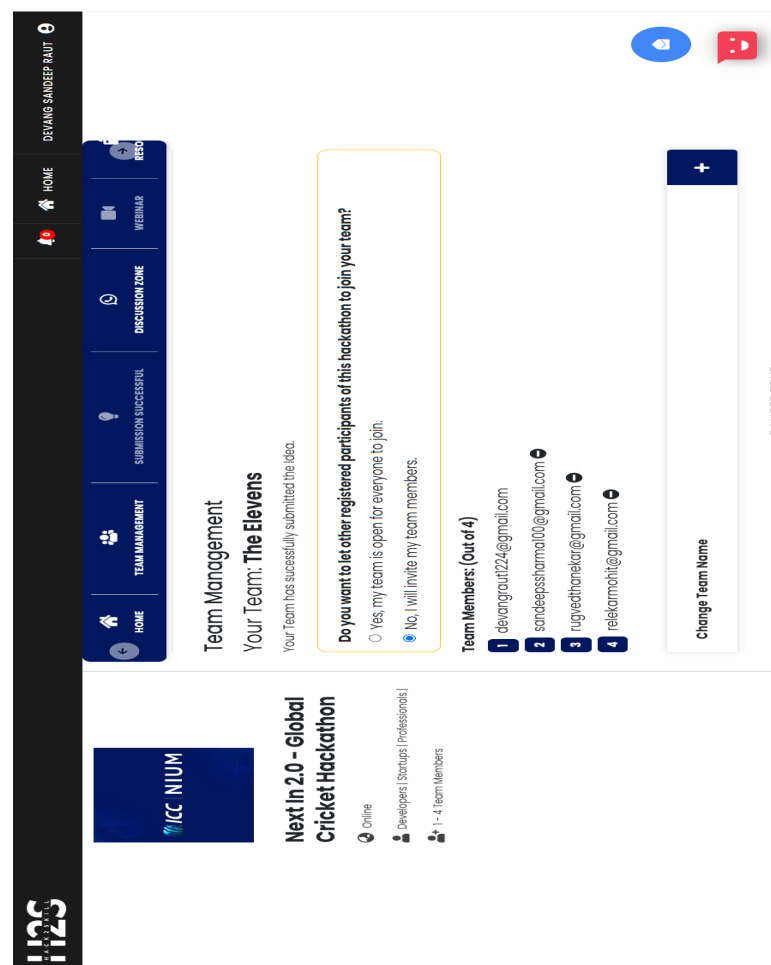 H2S
HACK2SKILL
0
HOME
DEVANG SANDEEP RAUT
ICC NIUM
Next In 2.0 - Global
Cricket Hackathon
Online
Developers | Startups | Professionals |
1 - 4 Team Members
HOME
TEAM MANAGEMENT
SUBMISSION SUCCESSFUL
DISCUSSION ZONE
WEBINAR
RESO
Team Management
Your Team: The Elevens
Your Team has sucessfully submitted the Idea.
Do you want to let other registered participants of this hackathon to join your team?
Yes, my team is open for everyone to join.
No, I will invite my team members.
Team Members: (Out of 4)
1 devangraut1224@gmail.com
2 sandeepssharma100@gmail.com
3 rugvedthanekar@gmail.com
4 relekarmohit@gmail.com
Change Team Name
+